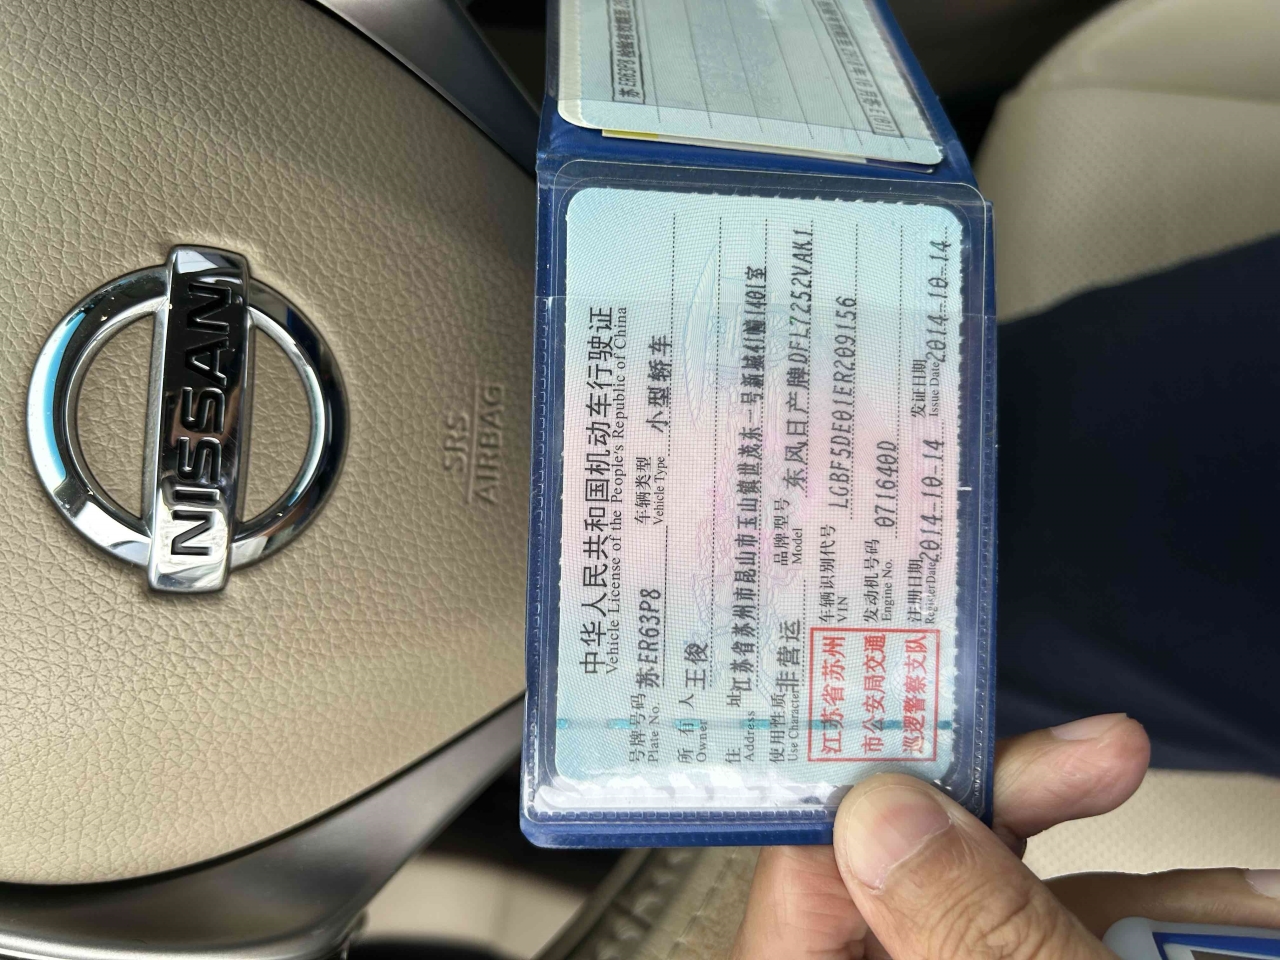 NISSAN
SRS
AIRBAG
中华人民共和国机动车行驶证
Vehicle License of the People's Republic of China
号牌号码 苏ER63P8 车辆类型 小型轿车
Plate No. Vehicle Type
所有人 王俊
Owner
住址 江苏省苏州市昆山市玉山镇世茂东一号新城41幢1401室
Address
使用性质 非营运 品牌型号 东风日产牌DFL7252VAK1
Use Character Model
江苏省苏州
市公安局交通
巡逻警察支队
车辆识别代号 LGBF5DE01ER209156
VIN
发动机号码 071640D
Engine No.
注册日期 2014-10-14 发证日期 2014-10-14
Register Date Issue Date
苏ER63P8